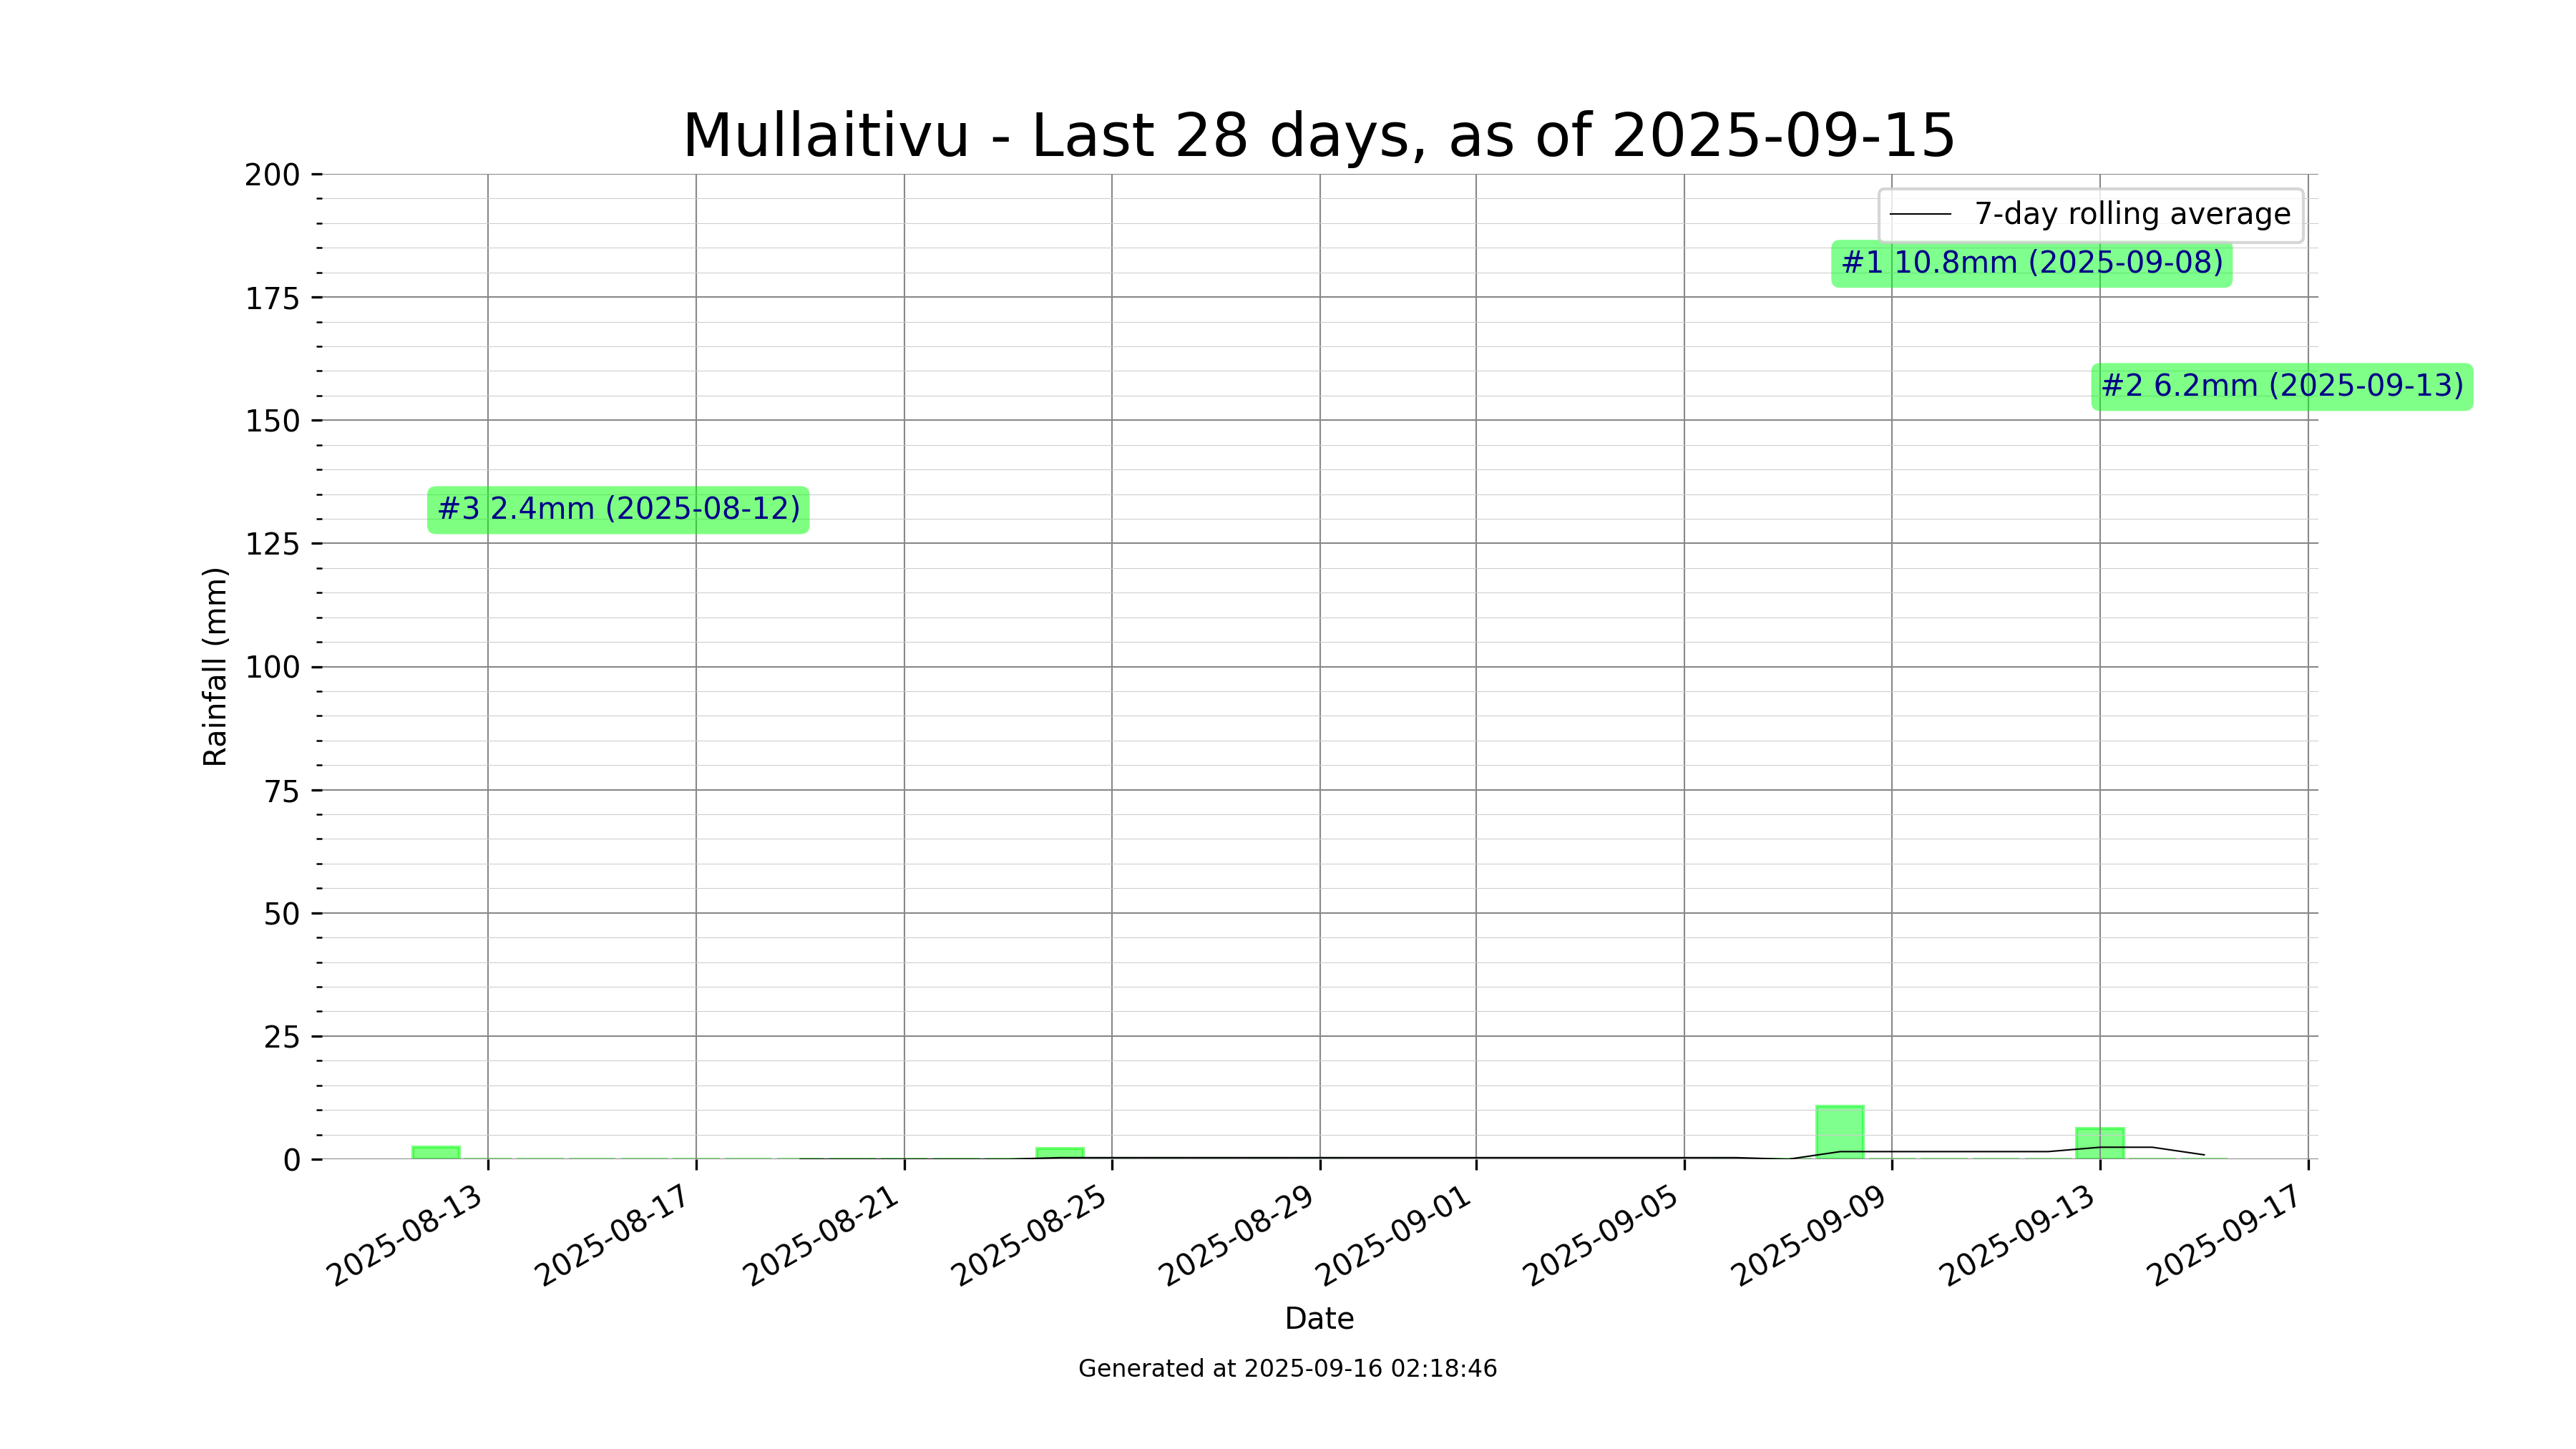 Mullaitivu - Last 28 days, as of 2025-09-15
200
175
150
125
100
75
50
25
0
Rainfall (mm)
7-day rolling average
#1 10.8mm (2025-09-08)
#2 6.2mm (2025-09-13)
#3 2.4mm (2025-08-12)
2025-08-13
2025-08-17
2025-08-21
2025-08-25
2025-08-29
2025-09-01
2025-09-05
2025-09-09
2025-09-13
2025-09-17
Date
Generated at 2025-09-16 02:18:46